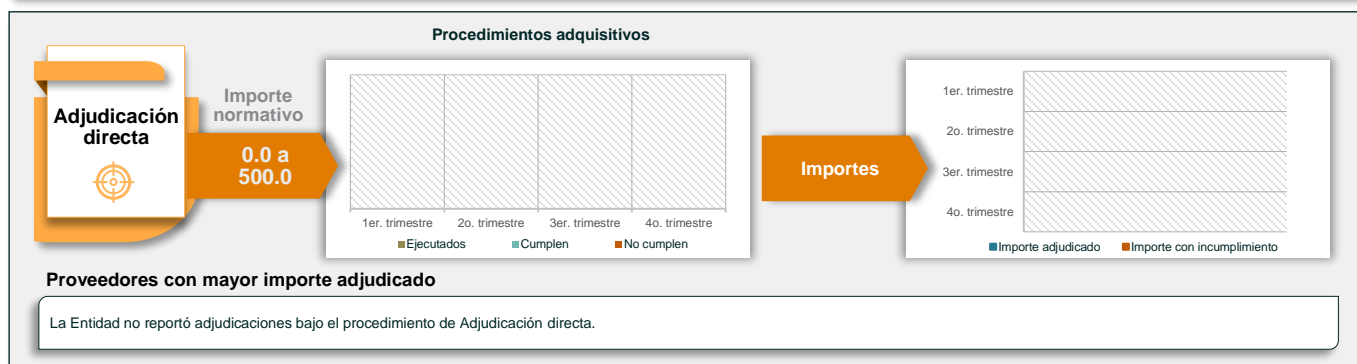 Procedimientos adquisitivos
Adjudicación
directa
Importe
normativo
0.0 a
500.0
1er. trimestre
2o. trimestre
3er. trimestre
4o. trimestre
Ejecutados
Cumplen
No cumplen
Importes
1er. trimestre
2o. trimestre
3er. trimestre
4o. trimestre
Importe adjudicado
Importe con incumplimiento
Proveedores con mayor importe adjudicado
La Entidad no reportó adjudicaciones bajo el procedimiento de Adjudicación directa.